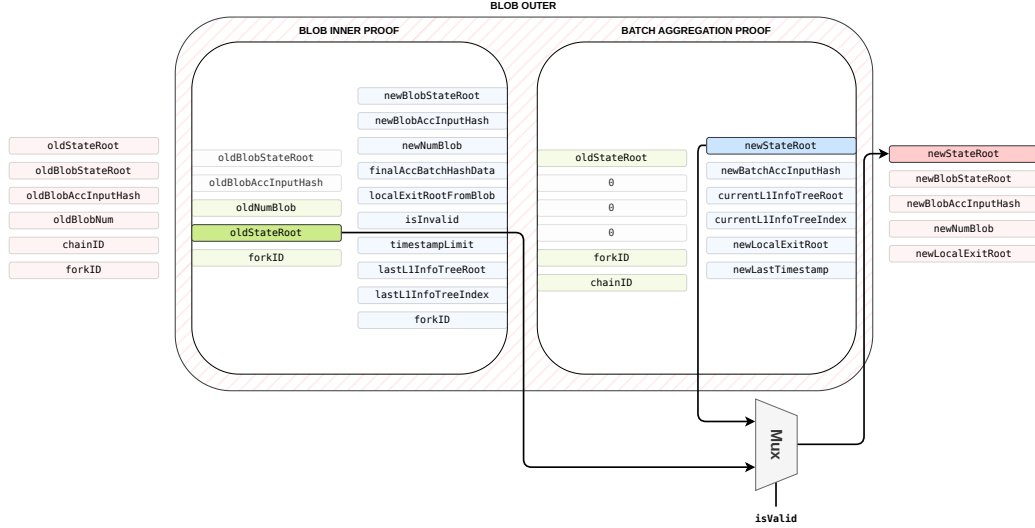 BLOB OUTER
BLOB INNER PROOF
BATCH AGGREGATION PROOF
oldStateRoot
oldBlobStateRoot
oldBlobAccInputHash
oldBlobNum
chainID
forkID
oldBlobStateRoot
oldBlobAccInputHash
oldNumBlob
oldStateRoot
forkID
newBlobStateRoot
newBlobAccInputHash
newNumBlob
finalAccBatchHashData
localExitRootFromBlob
isInvalid
timestampLimit
lastL1InfoTreeRoot
lastL1InfoTreeIndex
forkID
oldStateRoot
0
0
0
forkID
chainID
newStateRoot
newBatchAccInputHash
currentL1InfoTreeRoot
currentL1InfoTreeIndex
newLocalExitRoot
newLastTimestamp
newStateRoot
newBlobStateRoot
newBlobAccInputHash
newNumBlob
newLocalExitRoot
Mux
isValid